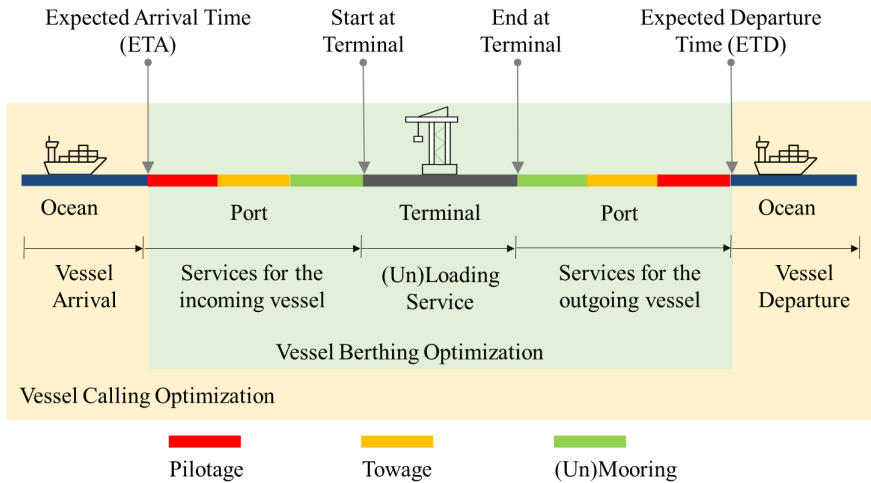 Expected Arrival Time
(ETA)
Start at
Terminal
End at
Terminal
Expected Departure
Time (ETD)
Ocean
Port
Terminal
Port
Ocean
Vessel
Arrival
Services for the
incoming vessel
(Un)Loading
Service
Services for the
outgoing vessel
Vessel
Departure
Vessel Berthing Optimization
Vessel Calling Optimization
Pilotage
Towage
(Un)Mooring